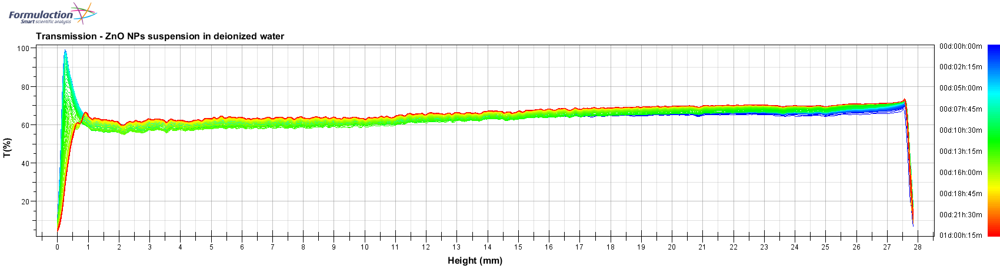 Formulaction
Smart scientific analysis
Transmission - ZnO NPs suspension in deionized water
T(%)
100
80
60
40
20
0 1 2 3 4 5 6 7 8 9 10 11 12 13 14 15 16 17 18 19 20 21 22 23 24 25 26 27 28
Height (mm)
00d:00h:00m
00d:02h:15m
00d:05h:00m
00d:07h:45m
00d:10h:30m
00d:13h:15m
00d:16h:00m
00d:18h:45m
00d:21h:30m
01d:00h:15m